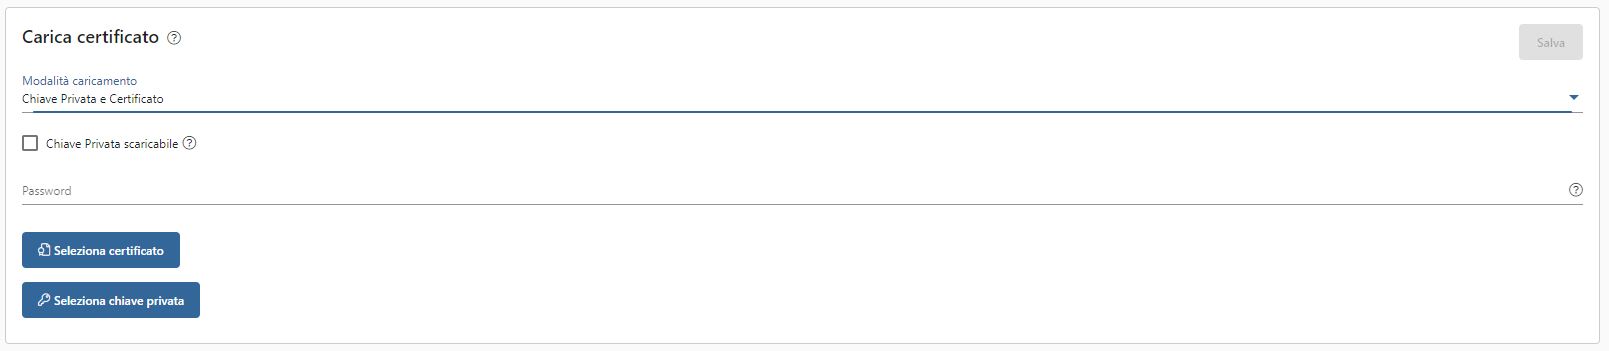 Carica certificato ?
Salva
Modalità caricamento
Chiave Privata e Certificato
Chiave Privata scaricabile ?
Password ?
Seleziona certificato
Seleziona chiave privata